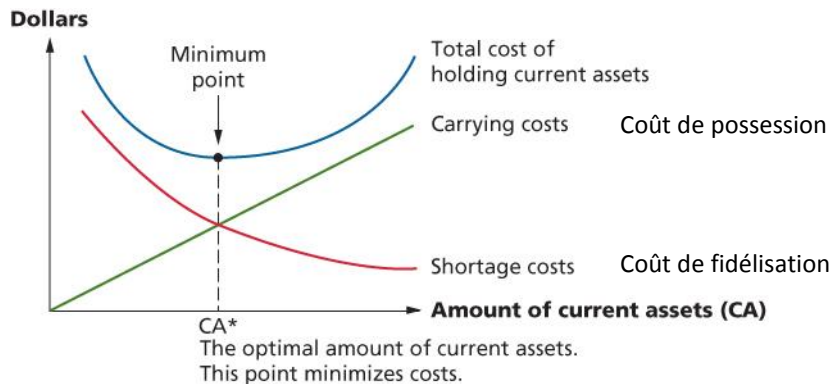 Dollars
Minimum
point
Total cost of
holding current assets
Carrying costs Coût de possession
Shortage costs Coût de fidélisation
Amount of current assets (CA)
CA*
The optimal amount of current assets.
This point minimizes costs.